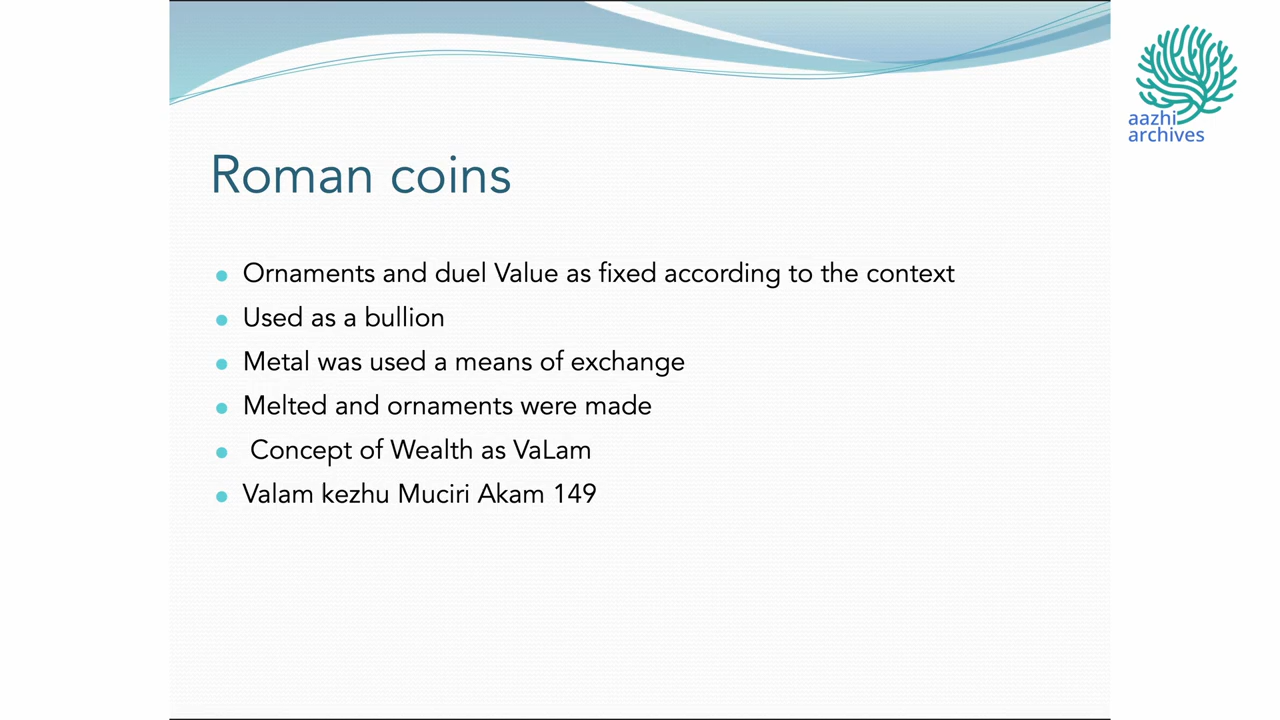 aazhi
archives
Roman coins
Ornaments and duel Value as fixed according to the context
Used as a bullion
Metal was used a means of exchange
Melted and ornaments were made
Concept of Wealth as VaLam
Valam kezhu Muciri Akam 149